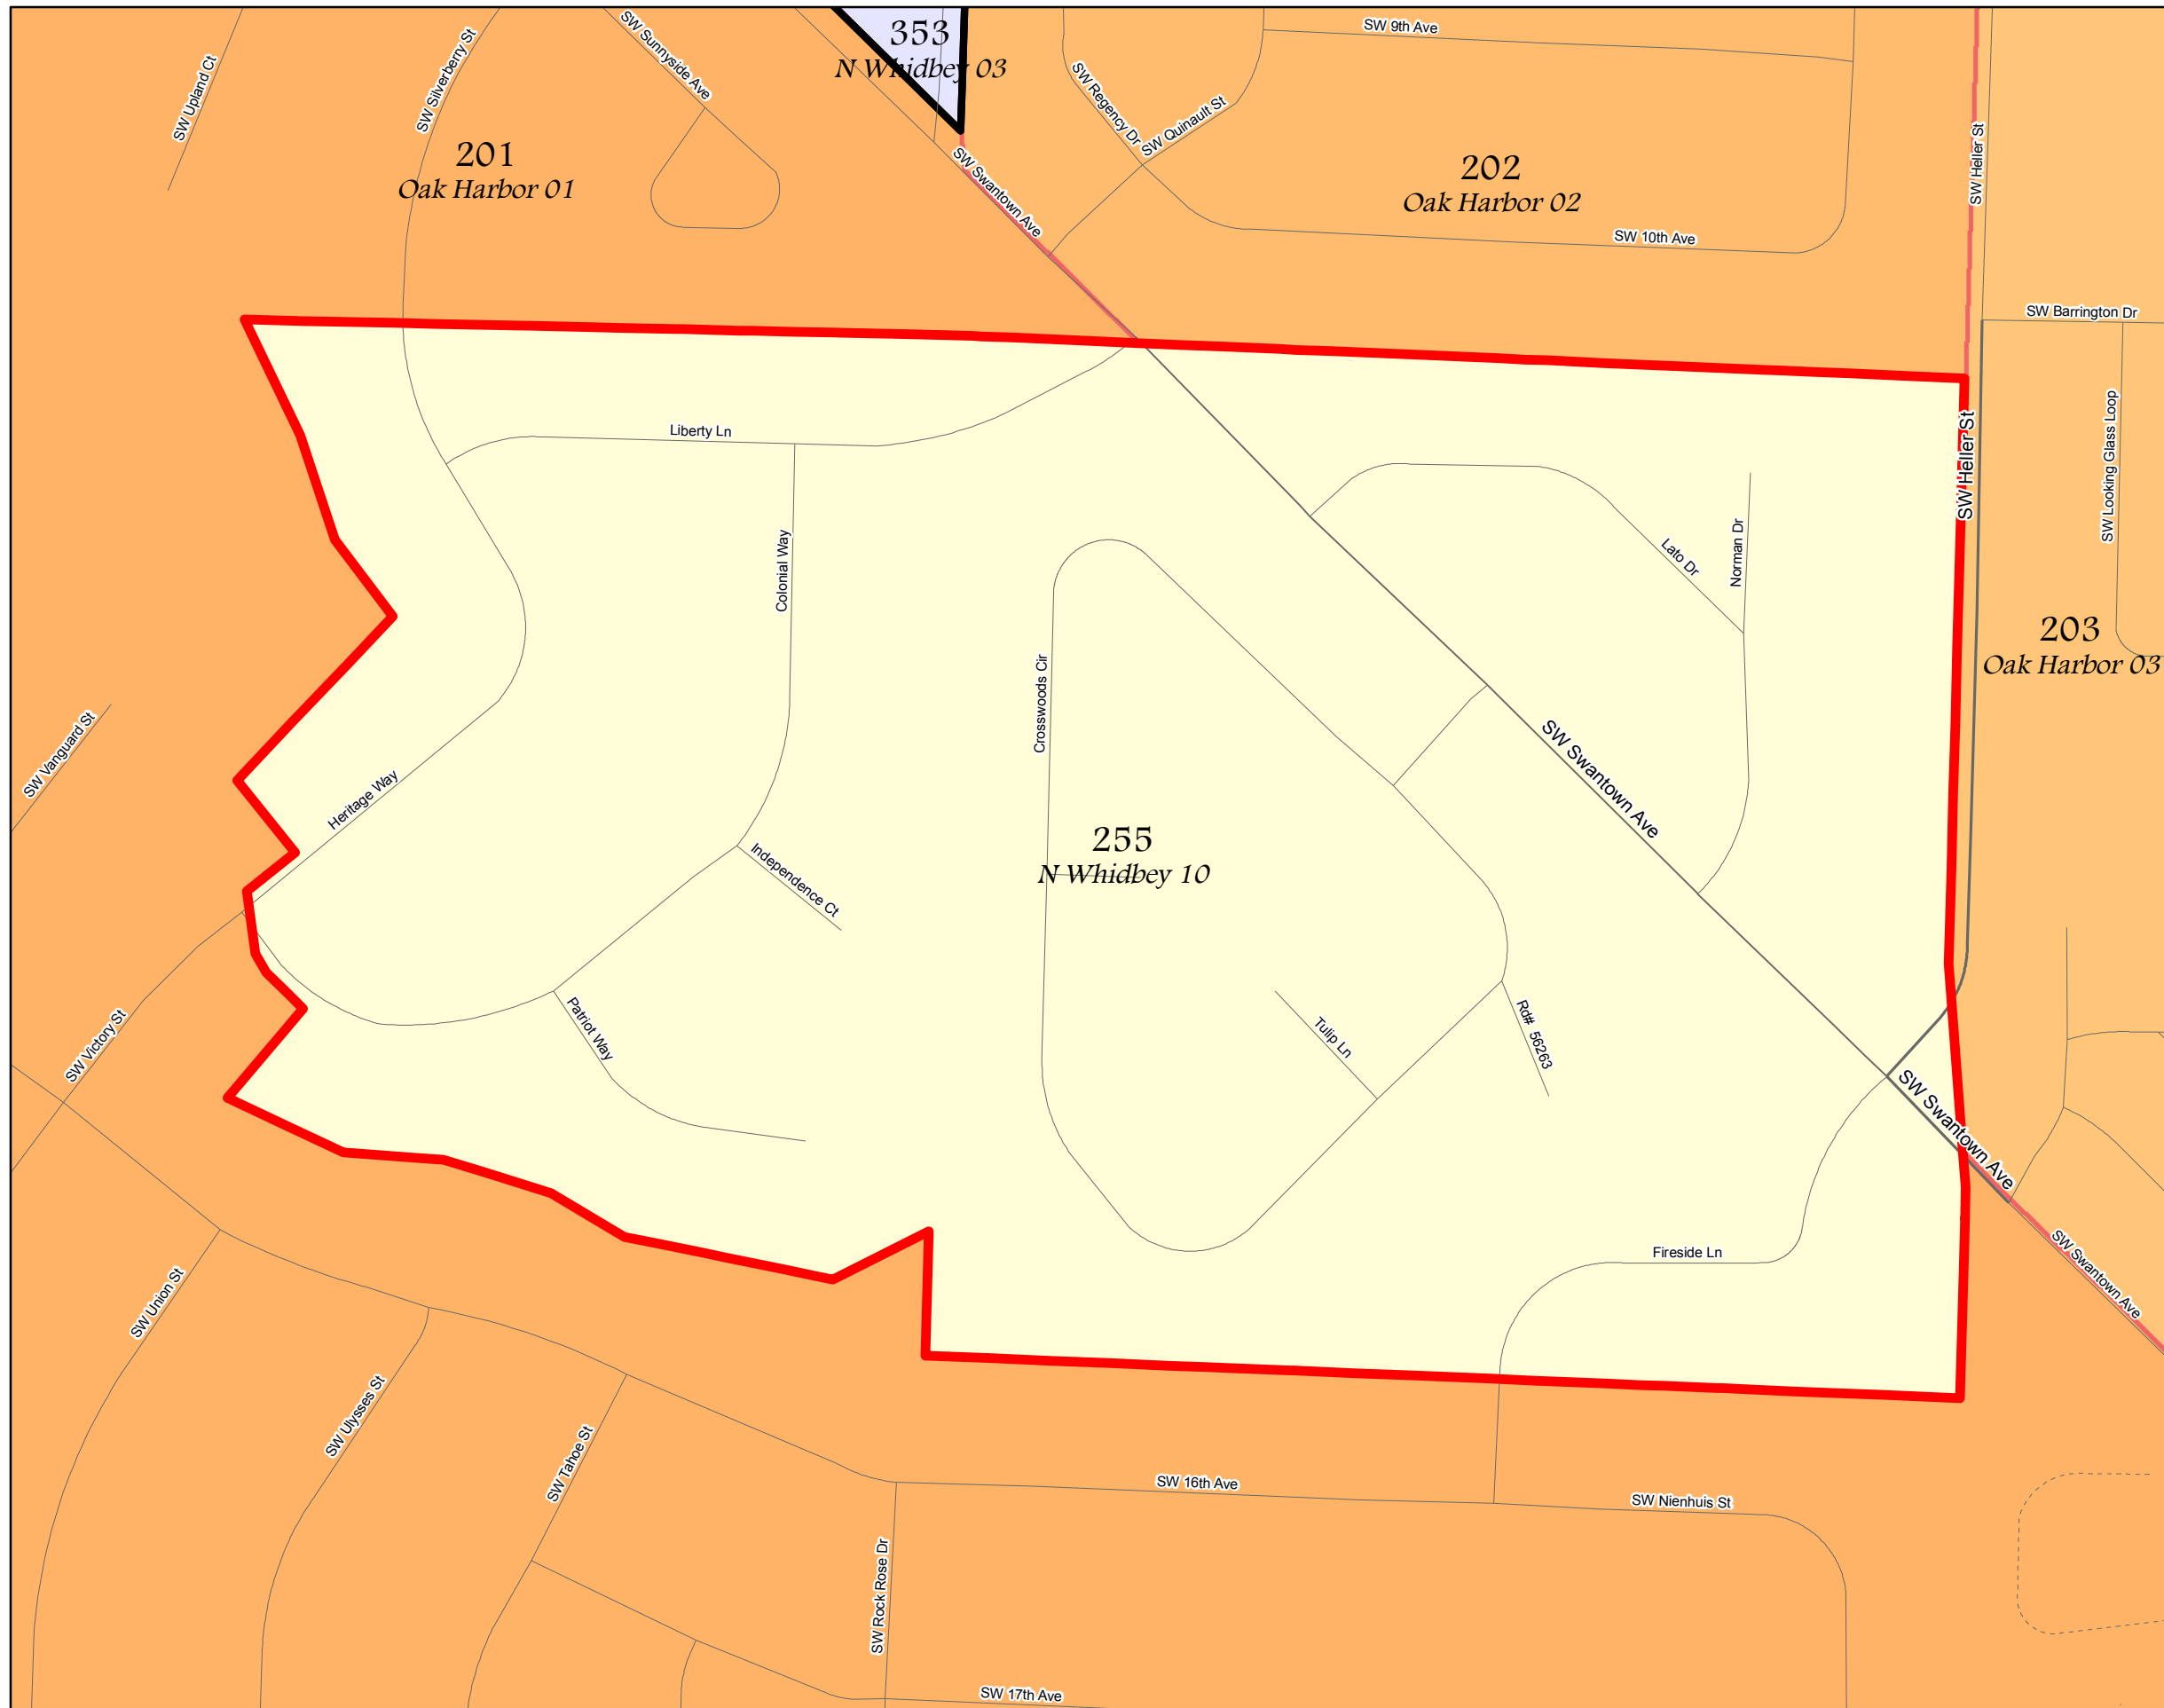 353
N Whidbey 03
SW 9th Ave
SW Sunnyside Ave
SW Upland Ct
SW Silverberry St
SW Regency Dr
SW Quinault St
SW Heller St
201
Oak Harbor 01
202
Oak Harbor 02
SW Swantown Ave
SW 10th Ave
SW Barrington Dr
Liberty Ln
SW Heller St
SW Looking Glass Loop
Colonial Way
Lato Dr
Norman Dr
203
Oak Harbor 03
Crosswoods Cir
SW Vanguard St
Heritage Way
SW Swantown Ave
255
N Whidbey 10
Independence Ct
SW Victory St
Patriot Way
Tulip Ln
Rd# 56263
SW Swantown Ave
Fireside Ln
SW Swantown Ave
SW Union St
SW Ulysses St
SW Tahoe St
SW 16th Ave
SW Nienhuis St
SW Rock Rose Dr
SW 17th Ave